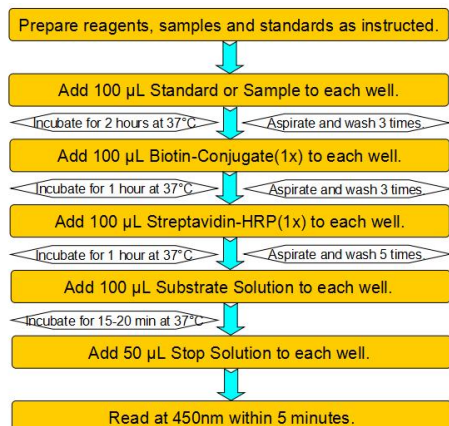 Prepare reagents, samples and standards as instructed.
Add 100 µL Standard or Sample to each well.
Incubate for 2 hours at 37°C
Aspirate and wash 3 times.
Add 100 µL Biotin-Conjugate(1x) to each well.
Incubate for 1 hour at 37°C
Aspirate and wash 3 times.
Add 100 µL Streptavidin-HRP(1x) to each well.
Incubate for 1 hour at 37°C
Aspirate and wash 5 times.
Add 100 µL Substrate Solution to each well.
Incubate for 15-20 min at 37°C
Add 50 µL Stop Solution to each well.
Read at 450nm within 5 minutes.